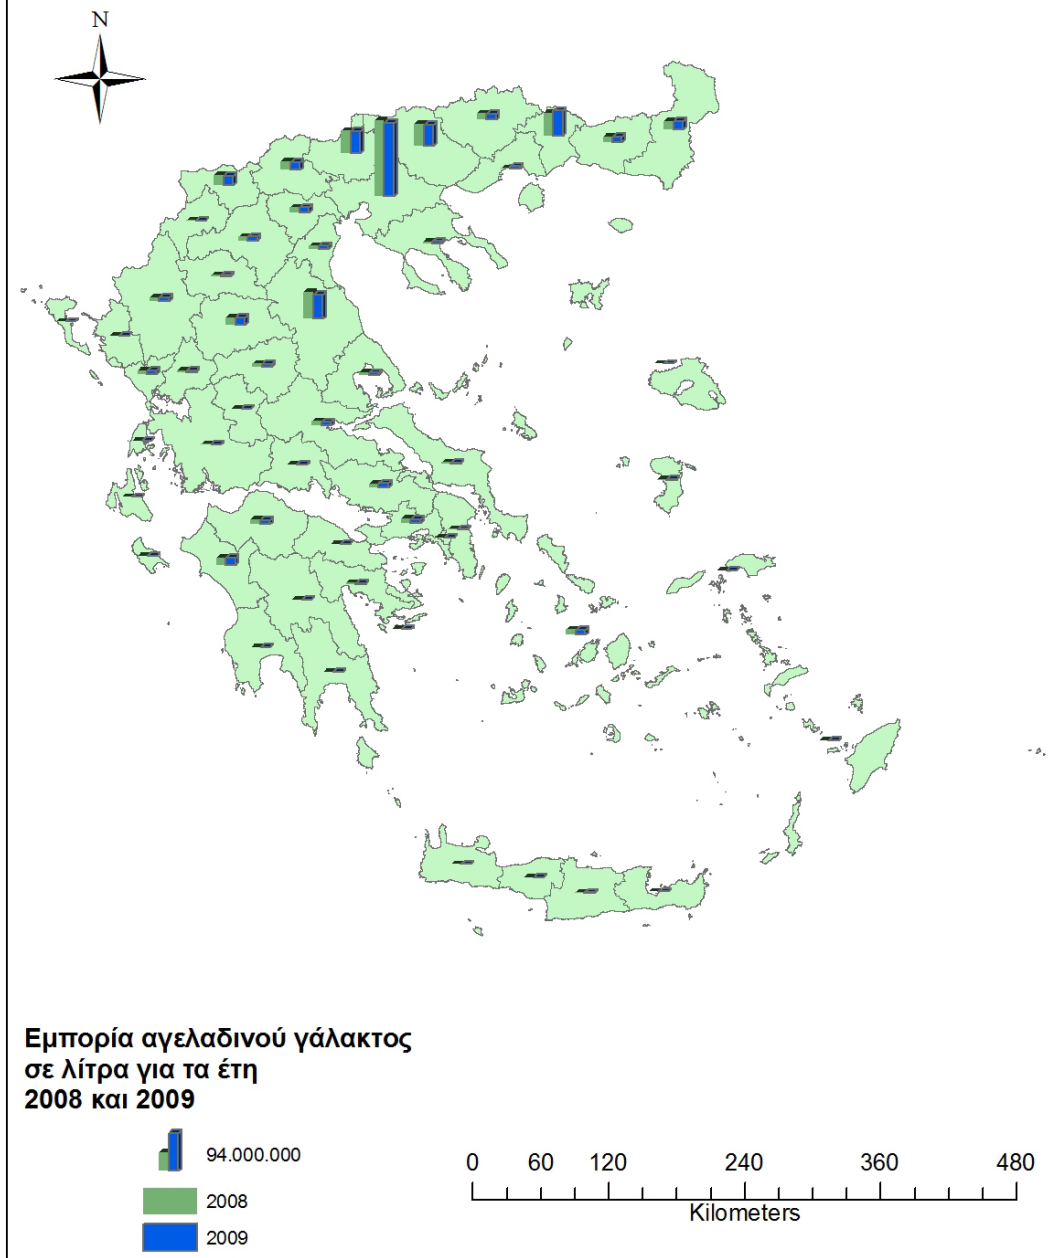 N
Εμπορία αγελαδινού γάλακτος
σε λίτρα για τα έτη
2008 και 2009
94.000.000
2008
2009
0 60 120 240 360 480
Kilometers